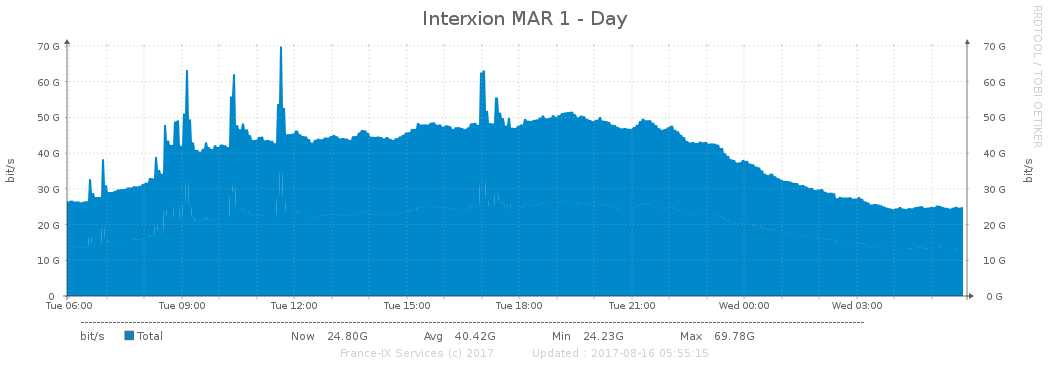 Interxion MAR 1 - Day
RRDTOOL / TOBI OETIKER
bit/s
70 G 70 G
60 G 60 G
50 G 50 G
40 G 40 G
30 G 30 G
20 G 20 G
10 G 10 G
0 0 G
bit/s
Tue 06:00 Tue 09:00 Tue 12:00 Tue 15:00 Tue 18:00 Tue 21:00 Wed 00:00 Wed 03:00
bit/s Total Now 24.80G Avg 40.42G Min 24.23G Max 69.78G
France-IX Services (c) 2017 Updated : 2017-08-16 05:55:15